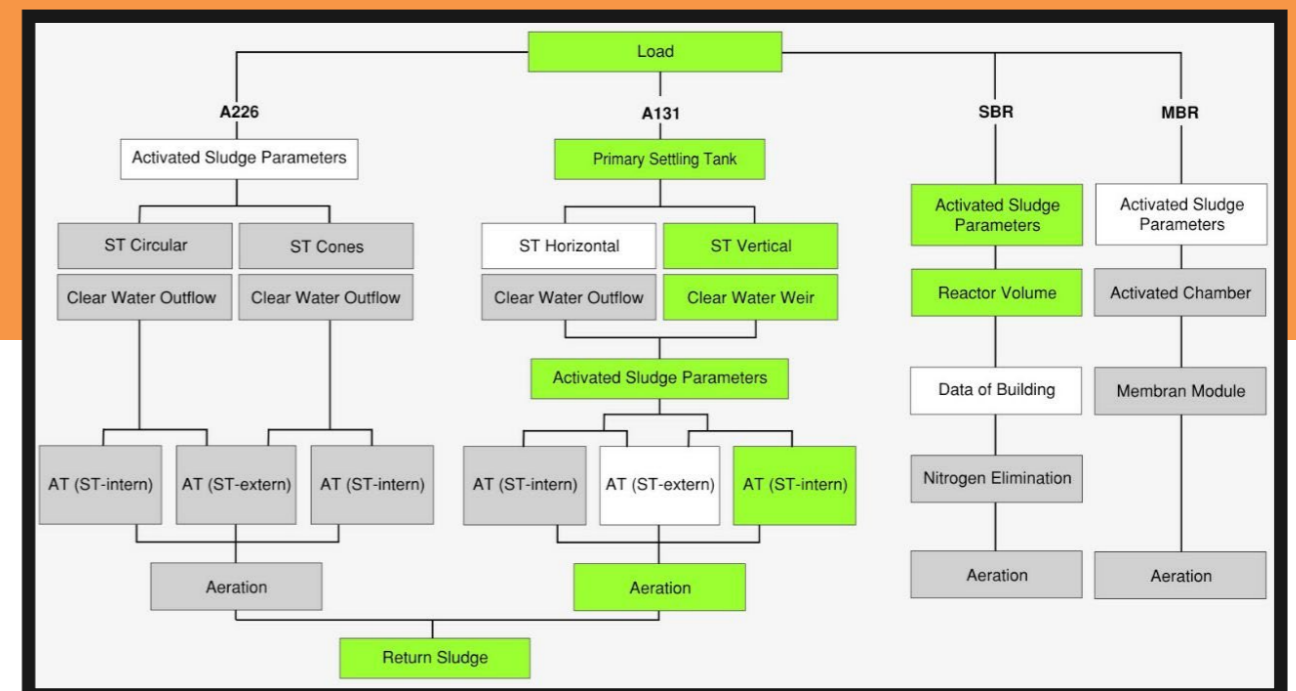 Load
A226
A131
SBR
MBR
Activated Sludge Parameters
Primary Settling Tank
Activated Sludge
Parameters
Activated Sludge
Parameters
ST Circular
ST Cones
ST Horizontal
ST Vertical
Clear Water Outflow
Clear Water Outflow
Clear Water Outflow
Clear Water Weir
Reactor Volume
Activated Chamber
Activated Sludge Parameters
Data of Building
Membran Module
AT (ST-intern)
AT (ST-extern)
AT (ST-intern)
AT (ST-intern)
AT (ST-extern)
AT (ST-intern)
Nitrogen Elimination
Aeration
Aeration
Aeration
Aeration
Return Sludge